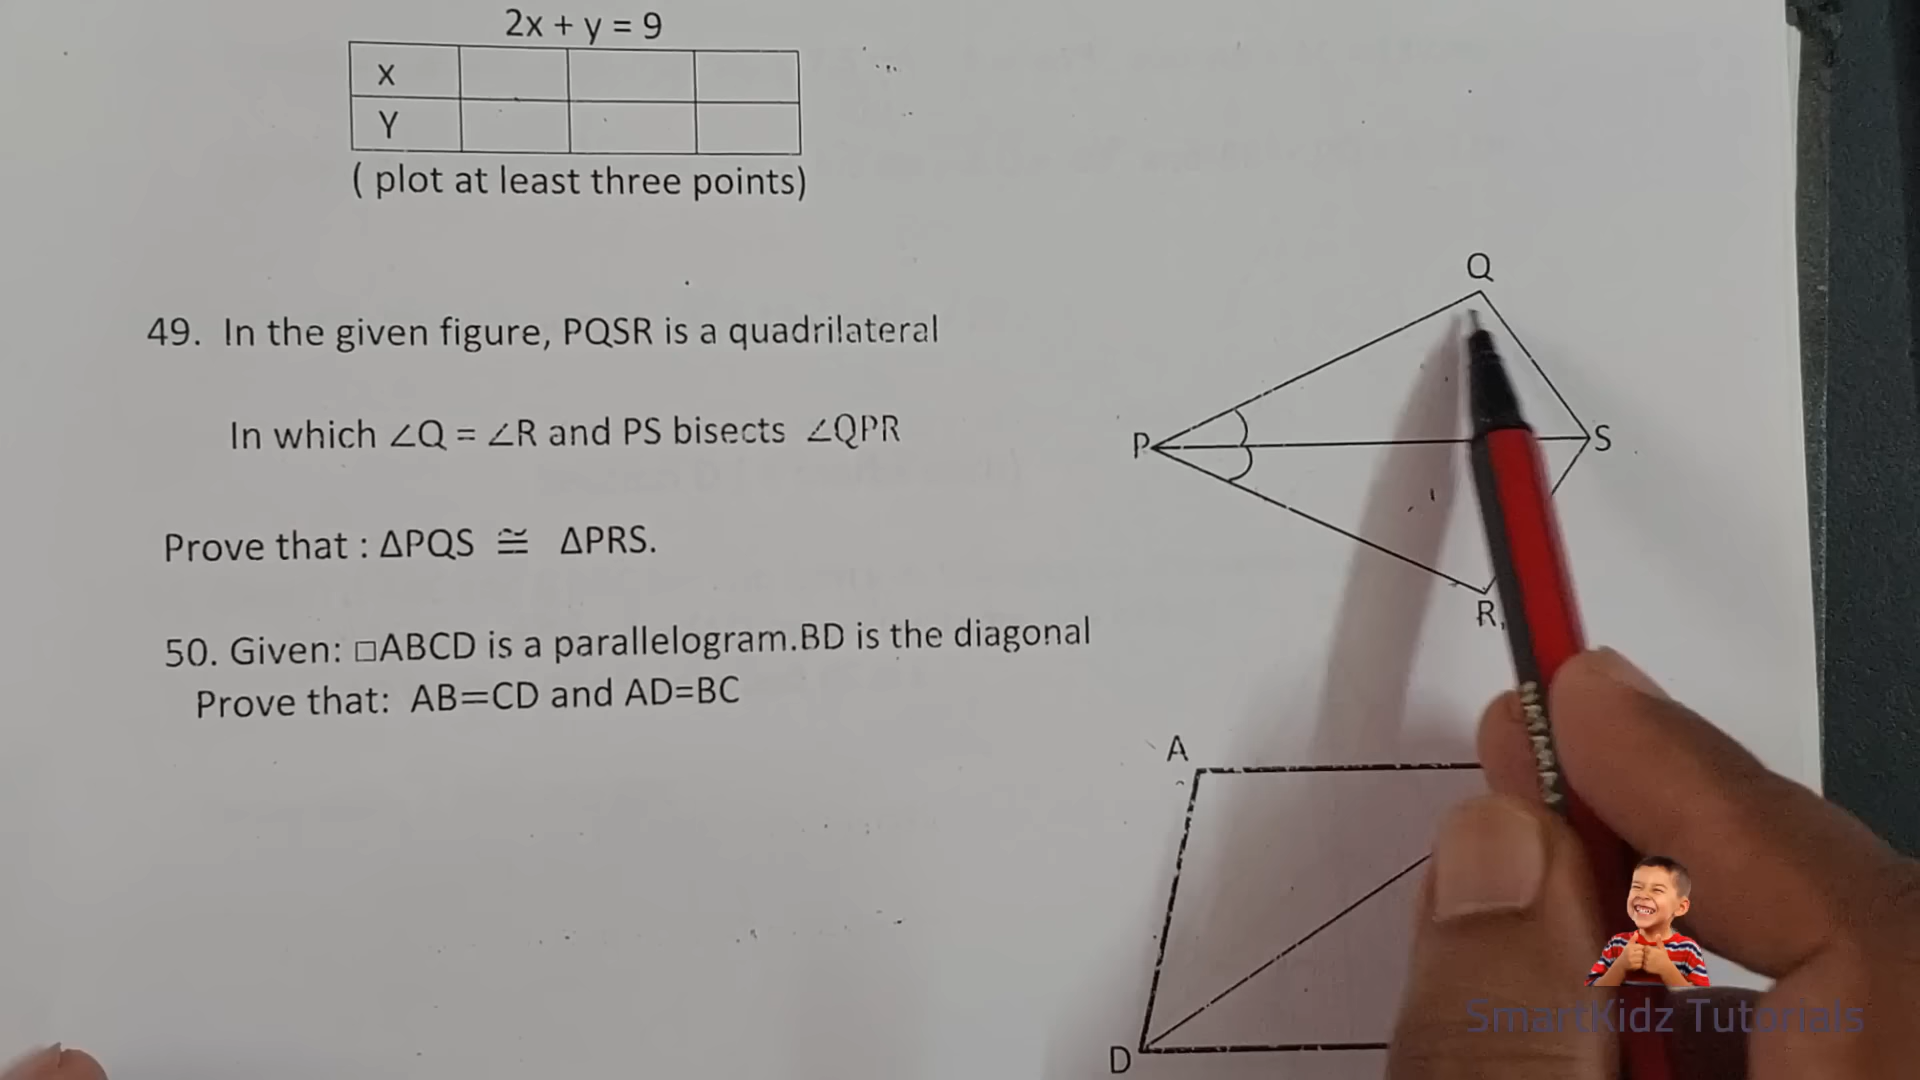 2x + y = 9
X
Y
( plot at least three points)
49. In the given figure, PQSR is a quadrilateral
In which ∠Q = ∠R and PS bisects ∠QPR
Prove that : ΔPQS ≅ ΔPRS.
Q
P
S
R
50. Given: □ABCD is a parallelogram.BD is the diagonal
Prove that: AB=CD and AD=BC
A
D
SmartKidz Tutorials